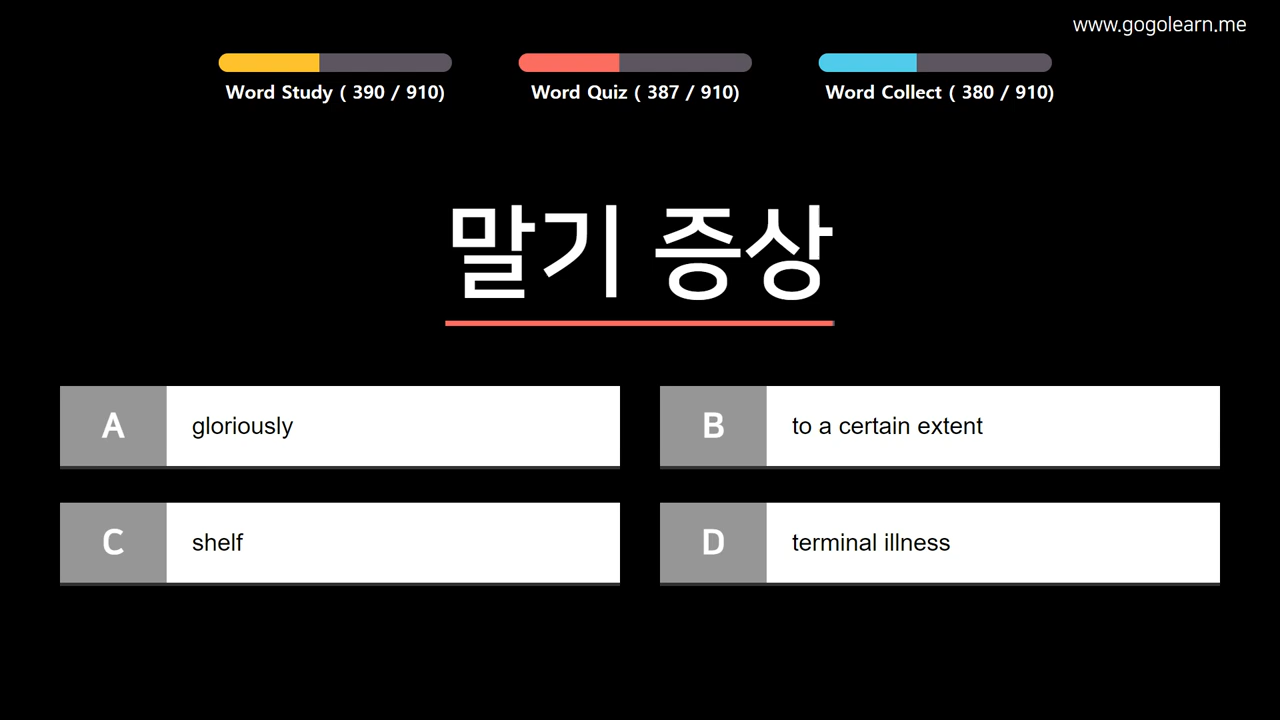 www.gogolearn.me
Word Study ( 390 / 910)
Word Quiz ( 387 / 910)
Word Collect ( 380 / 910)
말기 증상
A gloriously
B to a certain extent
C shelf
D terminal illness